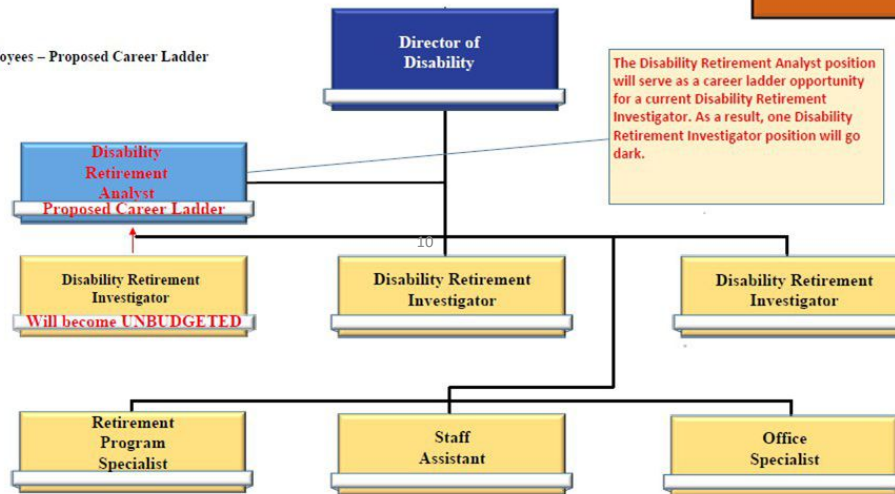 Director of
Disability
oyees – Proposed Career Ladder
The Disability Retirement Analyst position
will serve as a career ladder opportunity
for a current Disability Retirement
Investigator. As a result, one Disability
Retirement Investigator position will go
dark.
Disability
Retirement
Analyst
Proposed Career Ladder
10
Disability Retirement
Investigator
Will become UNBUDGETED
Disability Retirement
Investigator
Disability Retirement
Investigator
Retirement
Program
Specialist
Staff
Assistant
Office
Specialist